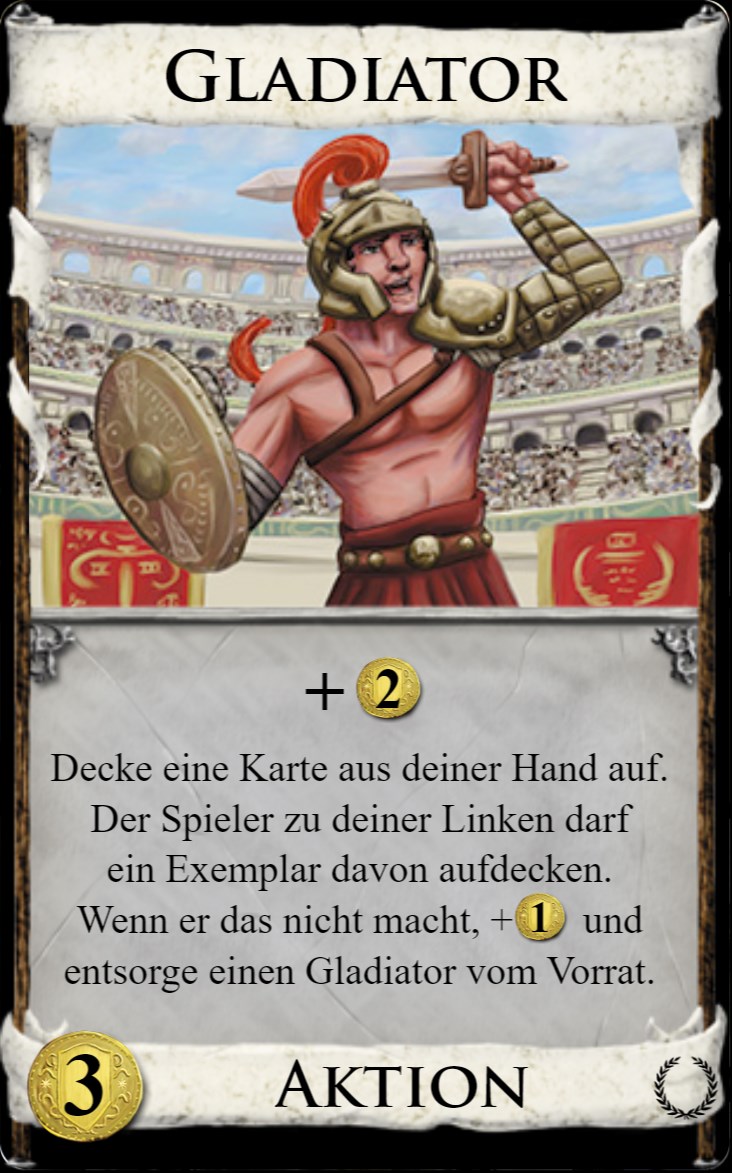 GLADIATOR
+ 2
Decke eine Karte aus deiner Hand auf.
Der Spieler zu deiner Linken darf
ein Exemplar davon aufdecken.
Wenn er das nicht macht, +1 und
entsorge einen Gladiator vom Vorrat.
3 AKTION